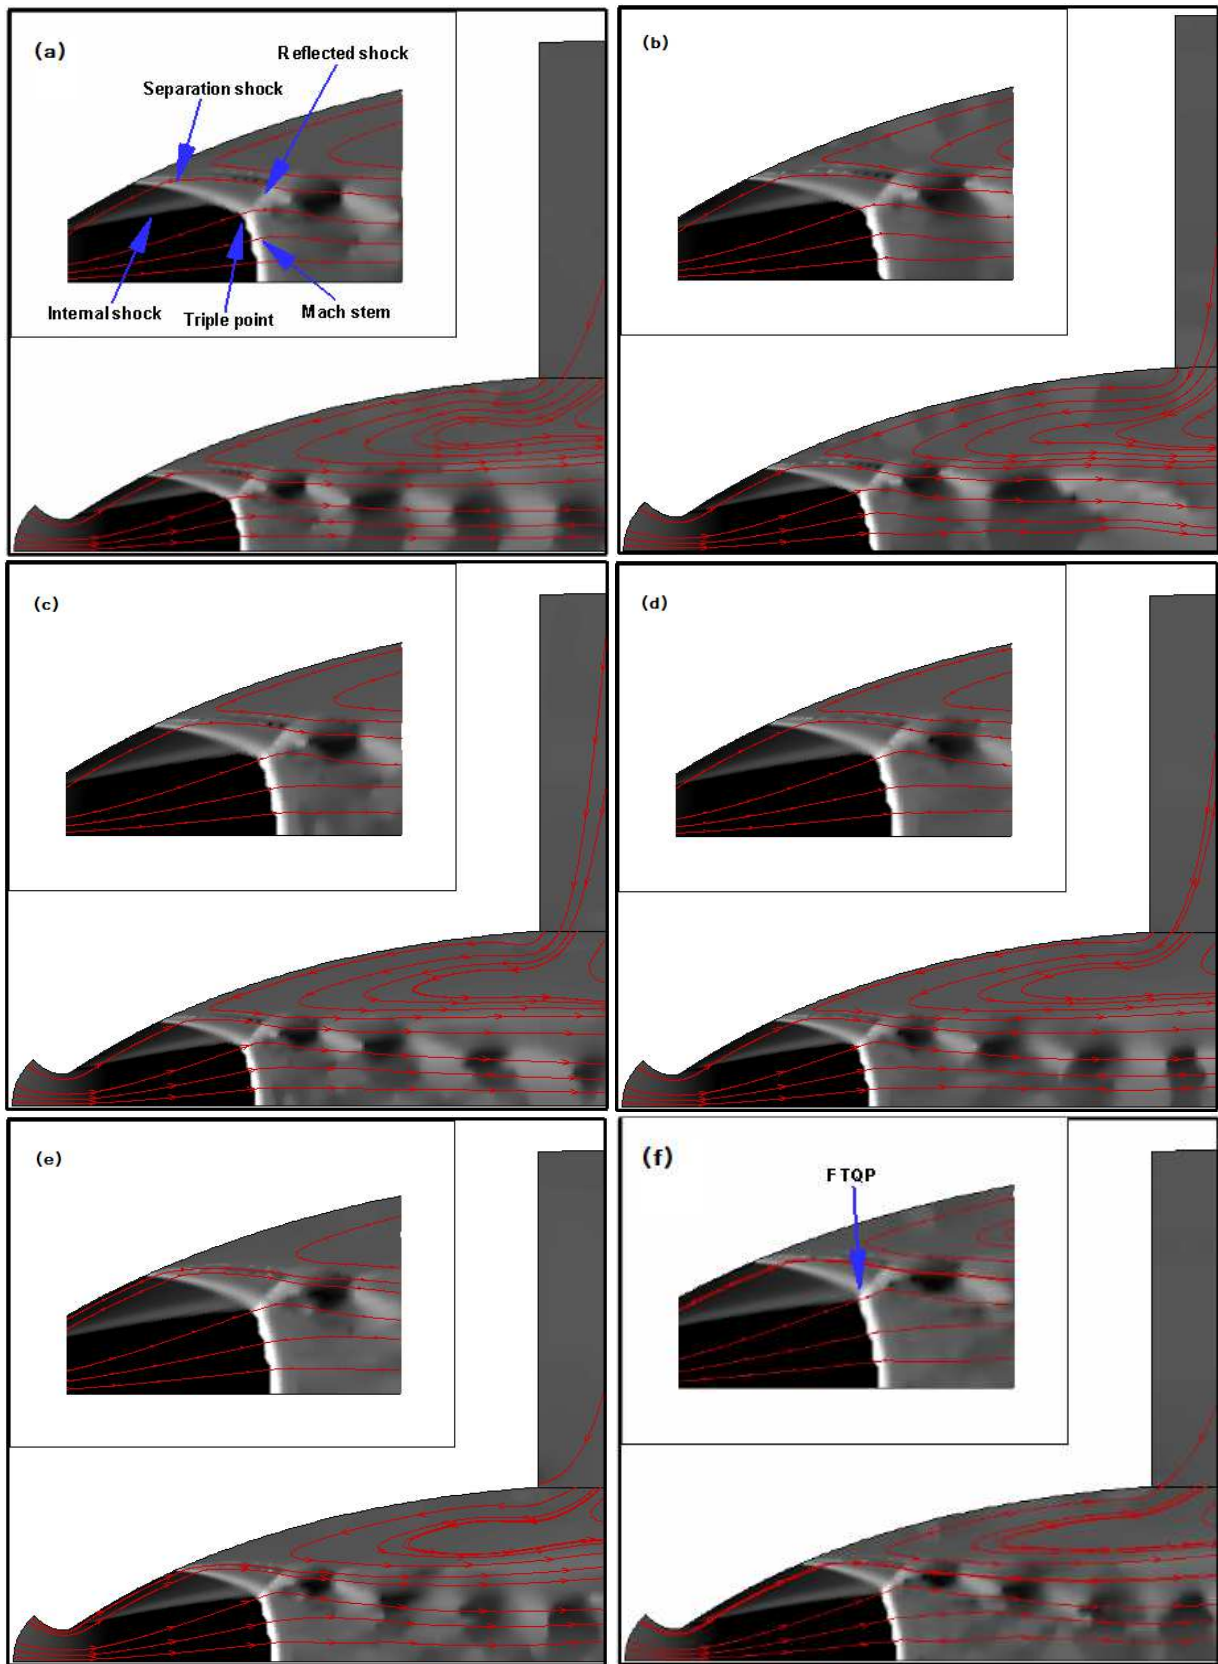 (a)
Reflected shock
Separation shock
Internal shock
Triple point
Mach stem
(b)
(c)
(d)
(e)
(f)
FTQP